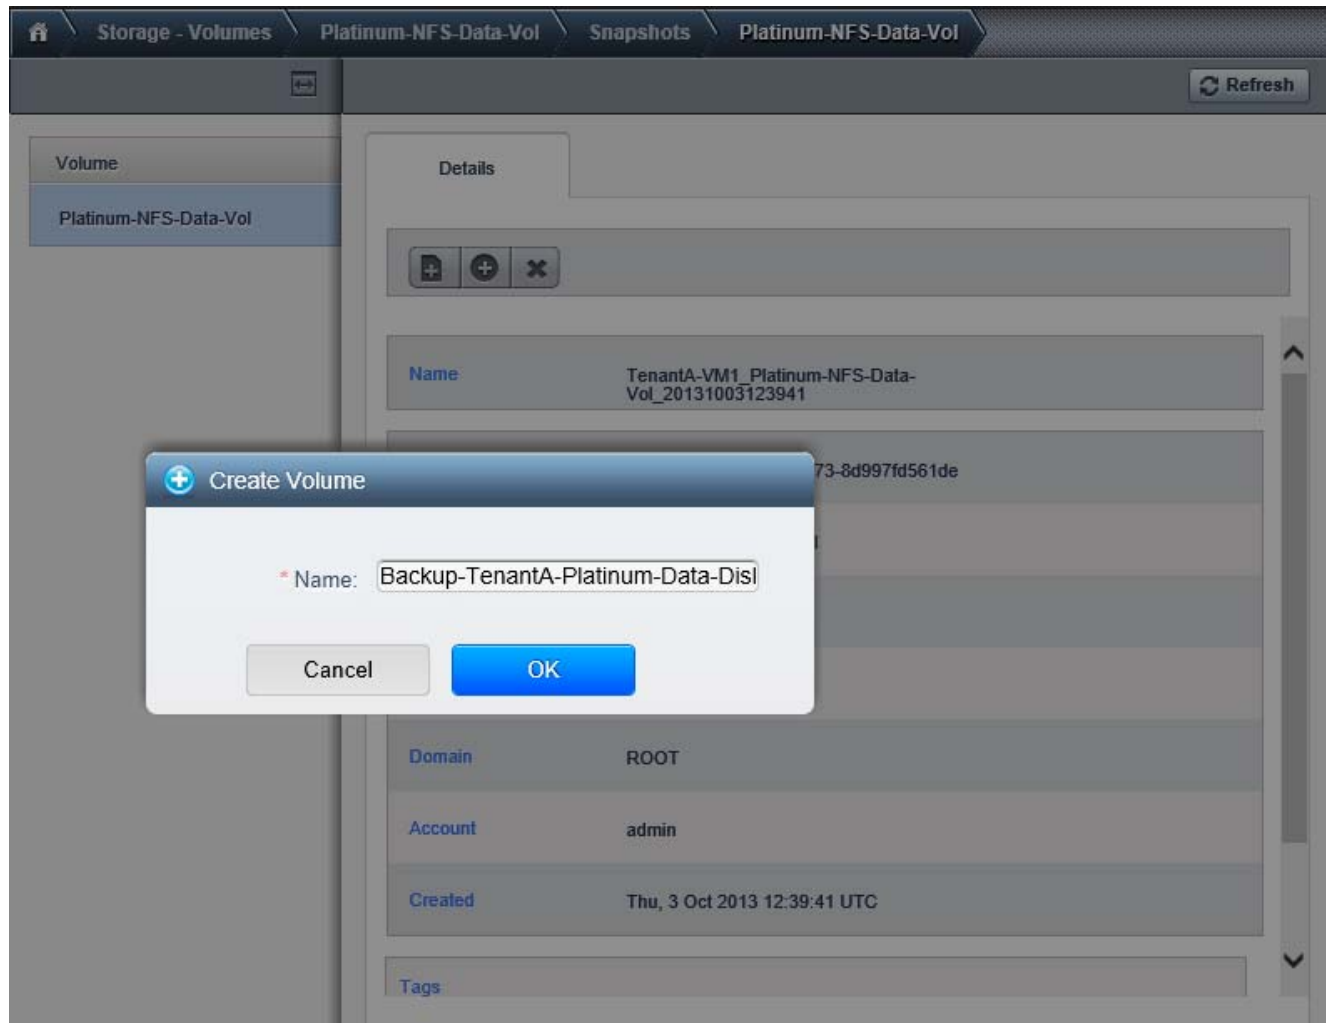 Storage - Volumes Platinum-NFS-Data-Vol Snapshots Platinum-NFS-Data-Vol
Refresh
Volume
Details
Platinum-NFS-Data-Vol
Name
TenantA-VM1_Platinum-NFS-Data-
Vol_20131003123941
73-8d997fd561de
Create Volume
* Name: Backup-TenantA-Platinum-Data-Disl
Cancel OK
Domain ROOT
Account admin
Created Thu, 3 Oct 2013 12:39:41 UTC
Tags